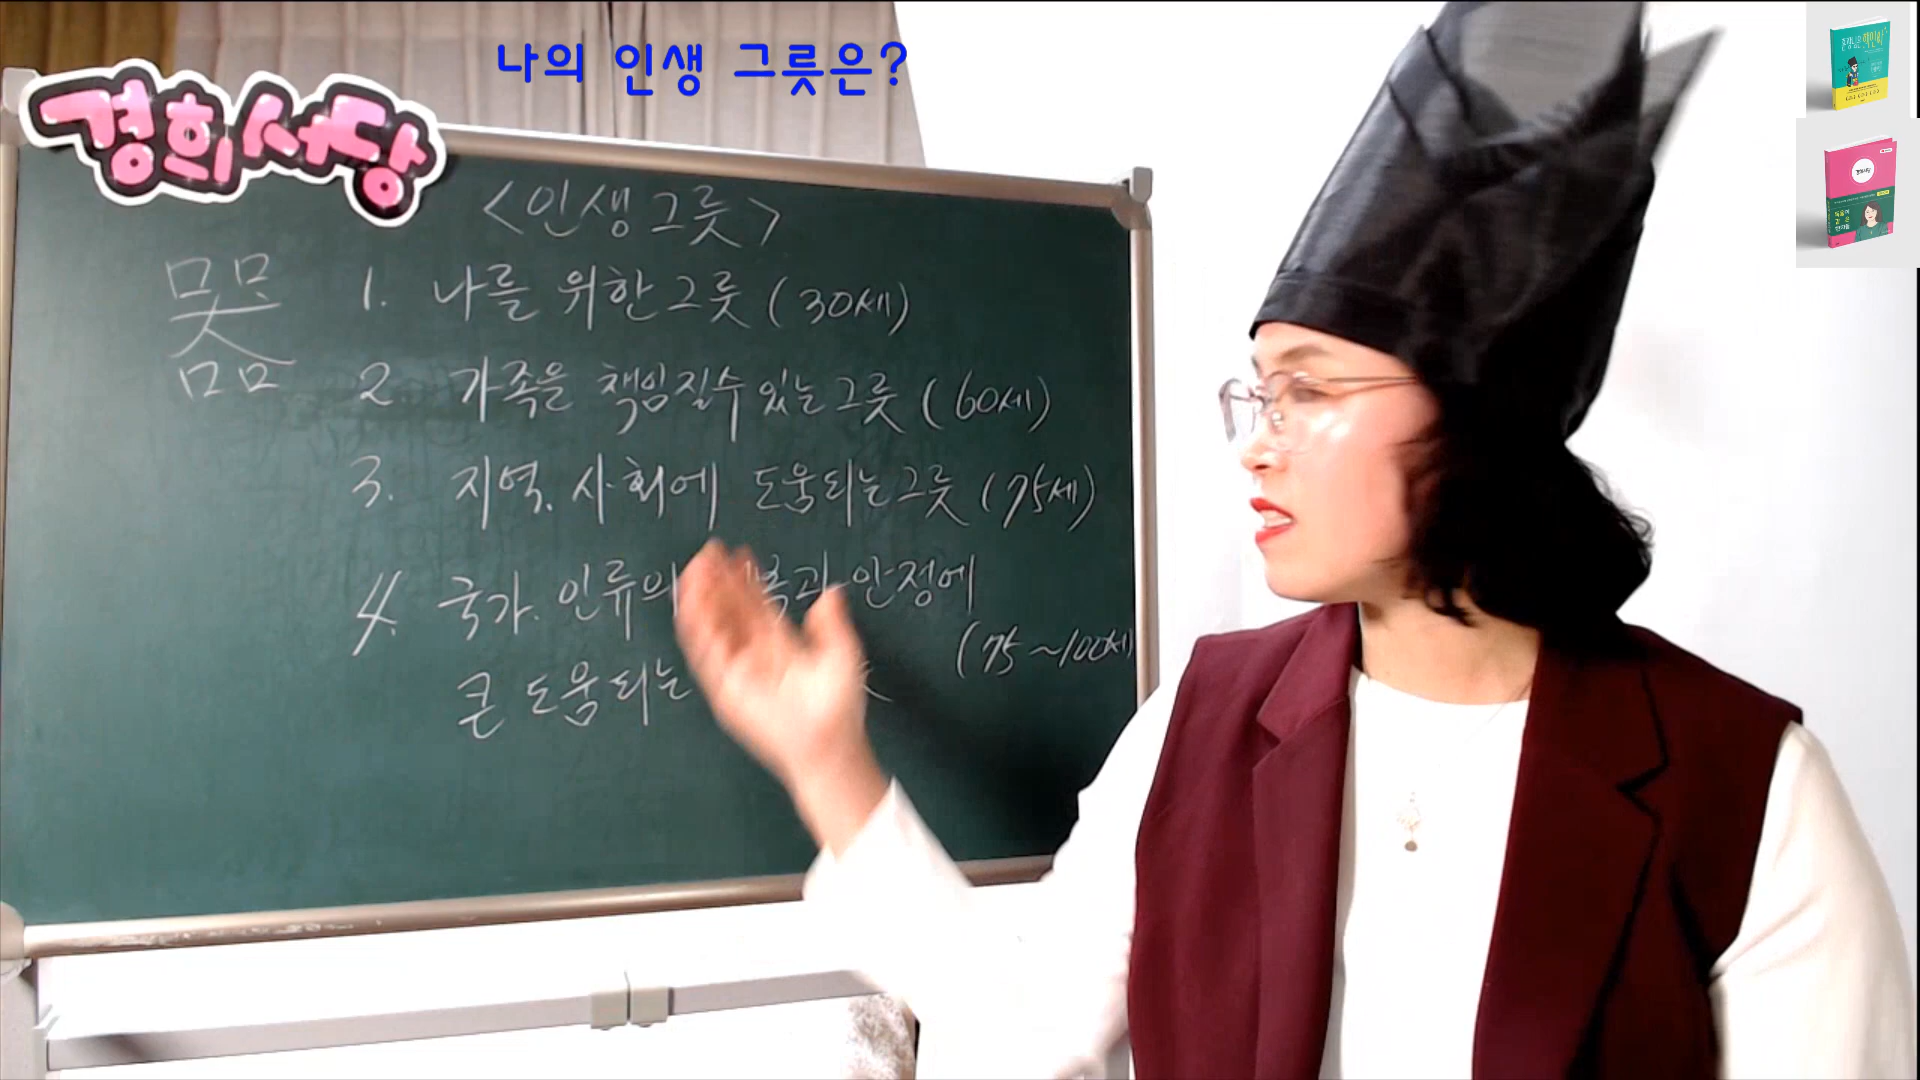 나의 인생 그릇은?
경희서당
<인생그릇>
1. 나를 위한 그릇 (30세)
2. 가족을 책임질수 있는 그릇 (60세)
3. 지역.사회에 도움되는 그릇 (75세)
4. 국가.인류의 과 안정에
(75~100세)
큰 도움되는